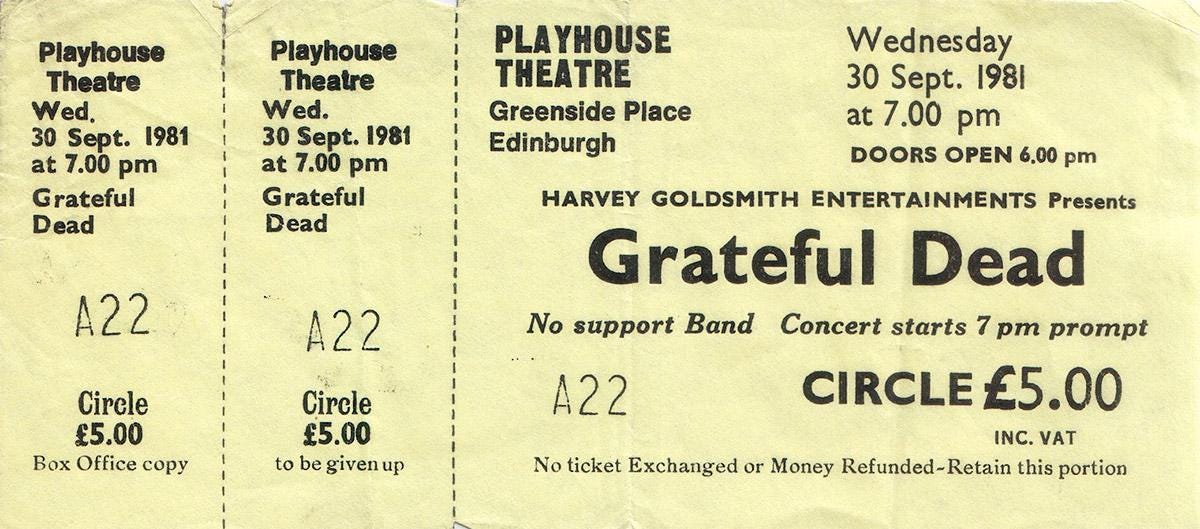 Playhouse
Theatre
Wed.
30 Sept. 1981
at 7.00 pm
Grateful
Dead
A22
Circle
£5.00
Box Office copy
Playhouse
Theatre
Wed.
30 Sept. 1981
at 7.00 pm
Grateful
Dead
A22
Circle
£5.00
to be given up
PLAYHOUSE
THEATRE
Greenside Place
Edinburgh
Wednesday
30 Sept. 1981
at 7.00 pm
DOORS OPEN 6.00 pm
HARVEY GOLDSMITH ENTERTAINMENTS Presents
Grateful Dead
No support Band Concert starts 7 pm prompt
A22
CIRCLE £5.00
INC. VAT
No ticket Exchanged or Money Refunded-Retain this portion